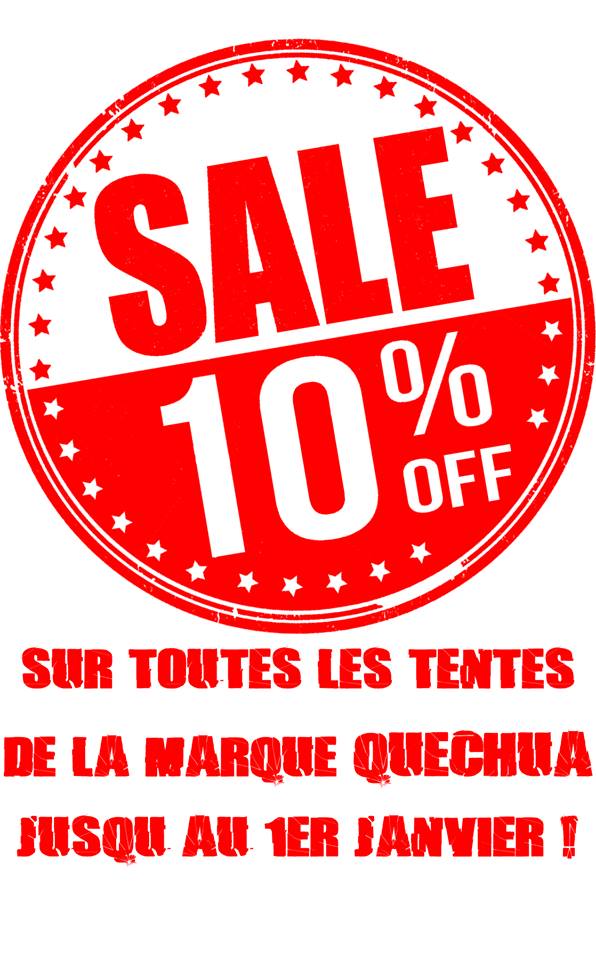 SALE
10% OFF
SUR TOUTES LES TENTES
DE LA MARQUE QUECHUA
JUSQU AU 1ER JANVIER !